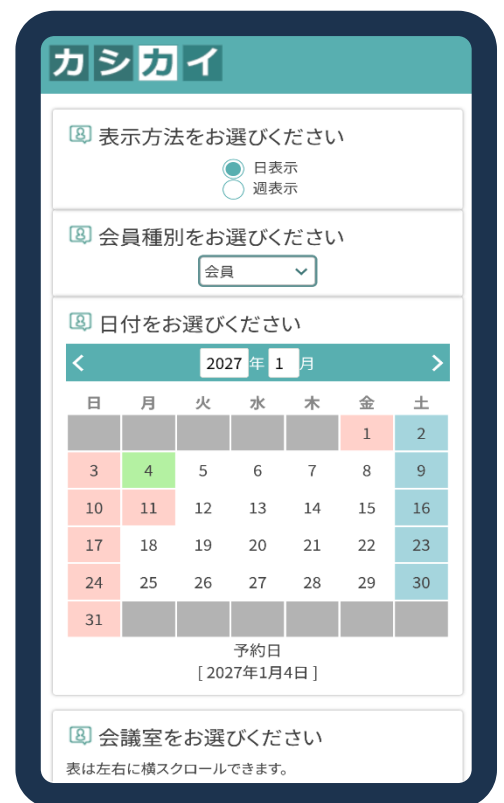 カシカイ
表示方法をお選びください
日表示
週表示
会員種別をお選びください
会員
日付をお選びください
2027 年 1 月
日 月 火 水 木 金 土
1 2
3 4 5 6 7 8 9
10 11 12 13 14 15 16
17 18 19 20 21 22 23
24 25 26 27 28 29 30
31
予約日
[ 2027年1月4日 ]
会議室をお選びください
表は左右に横スクロールできます。